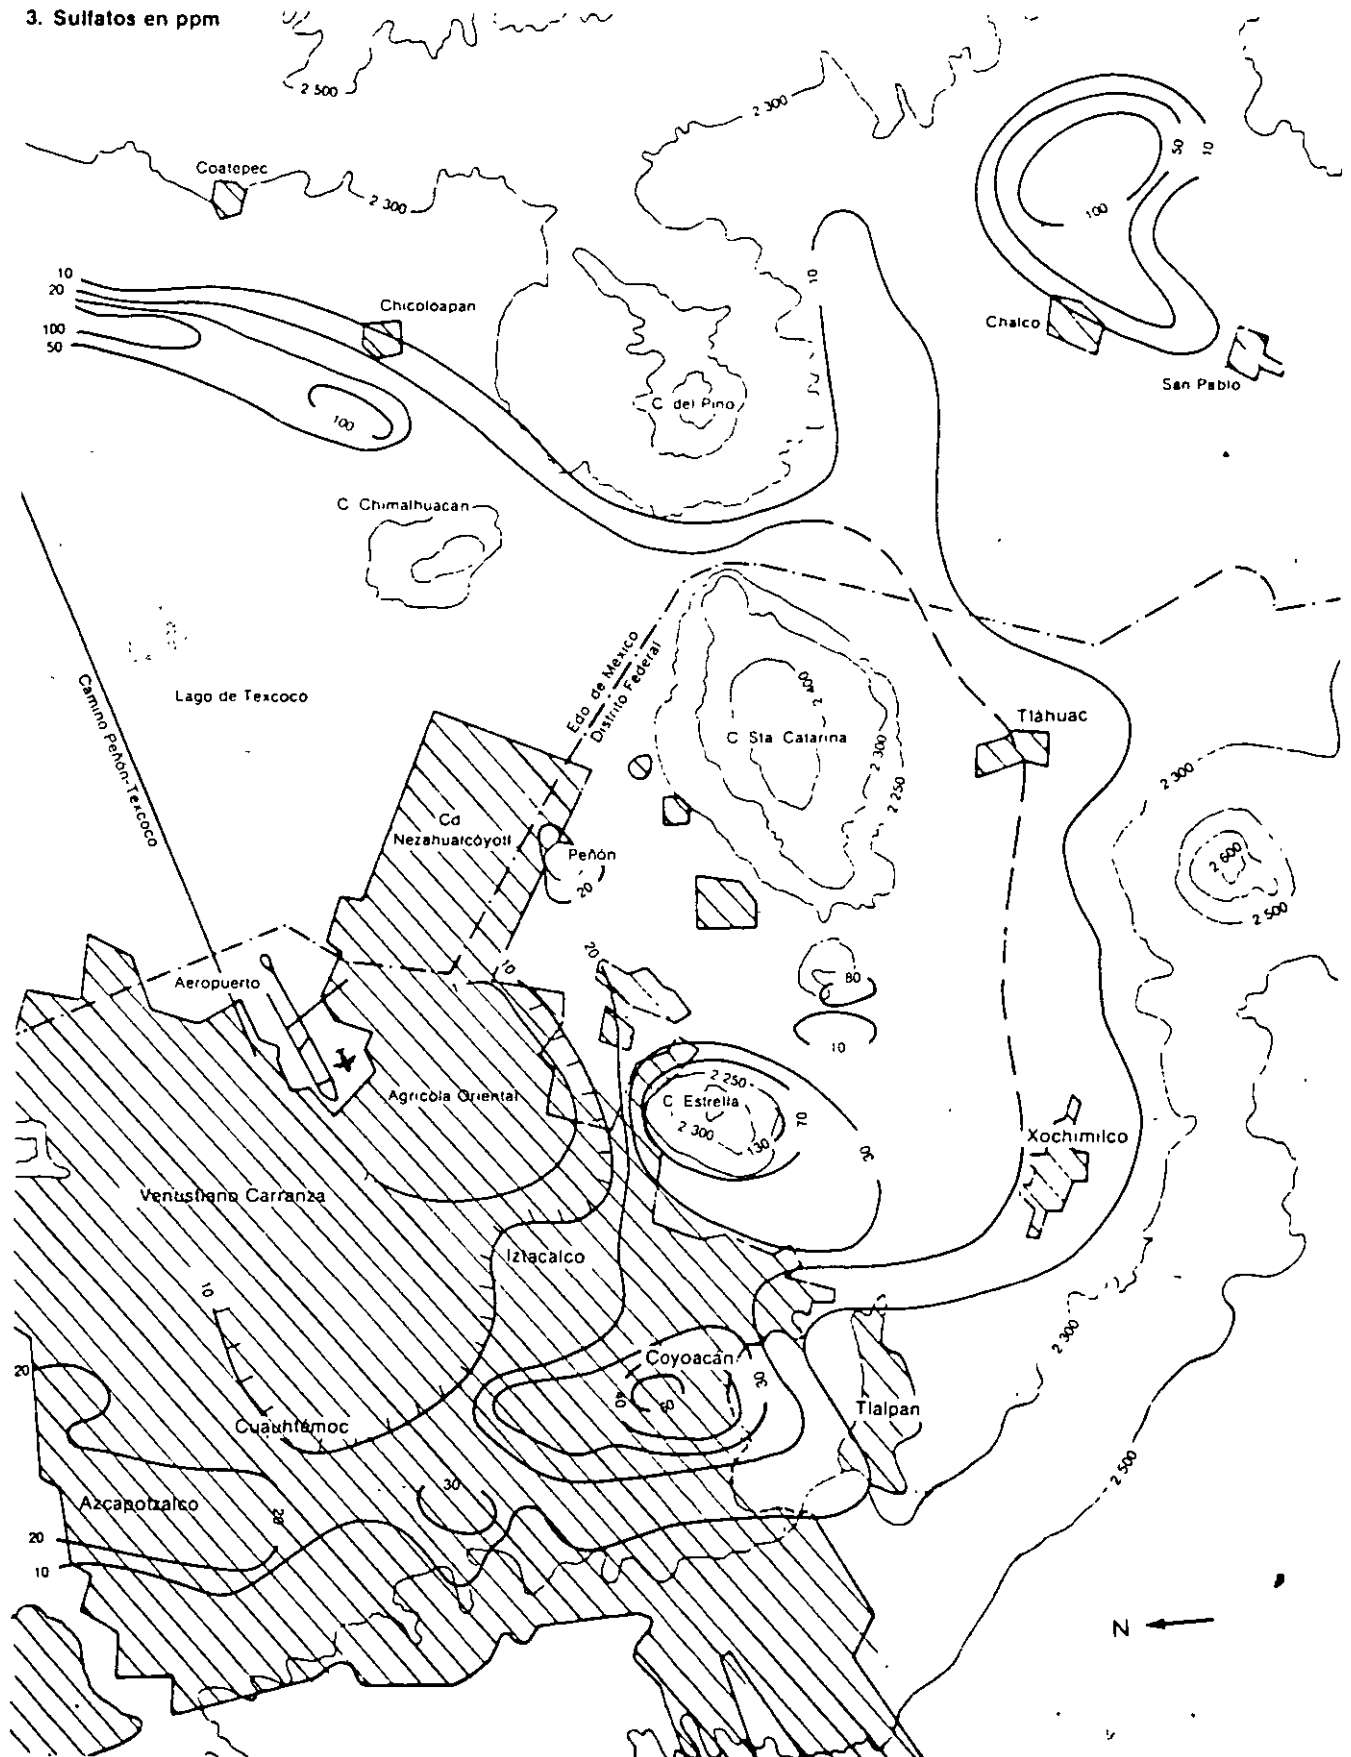 3. Sulfatos en ppm
2 500
2 300
50
10
100
Coatepec
2 300
10
10
20
100
50
Chicoloapan
Chalco
San Pablo
100
C del Pino
C Chimalhuacan
Camino Peñón-Texcoco
Lago de Texcoco
Edo de Mexico
Distrito Federal
2 400
C Sta Catarina
2 300
2 250
Tláhuac
2 300
2 600
2 500
Cd
Nezahualcóyotl
Peñón
20
20
10
Aeropuerto
80
10
Agrícola Oriental
2 250
C Estrella
2 300
130
70
30
Xochimilco
Venustiano Carranza
Iztacalco
10
20
Coyoacán
40
60
30
Tlalpan
2 300
2 500
Cuauhtémoc
30
Azcapotzalco
20
20
10
N